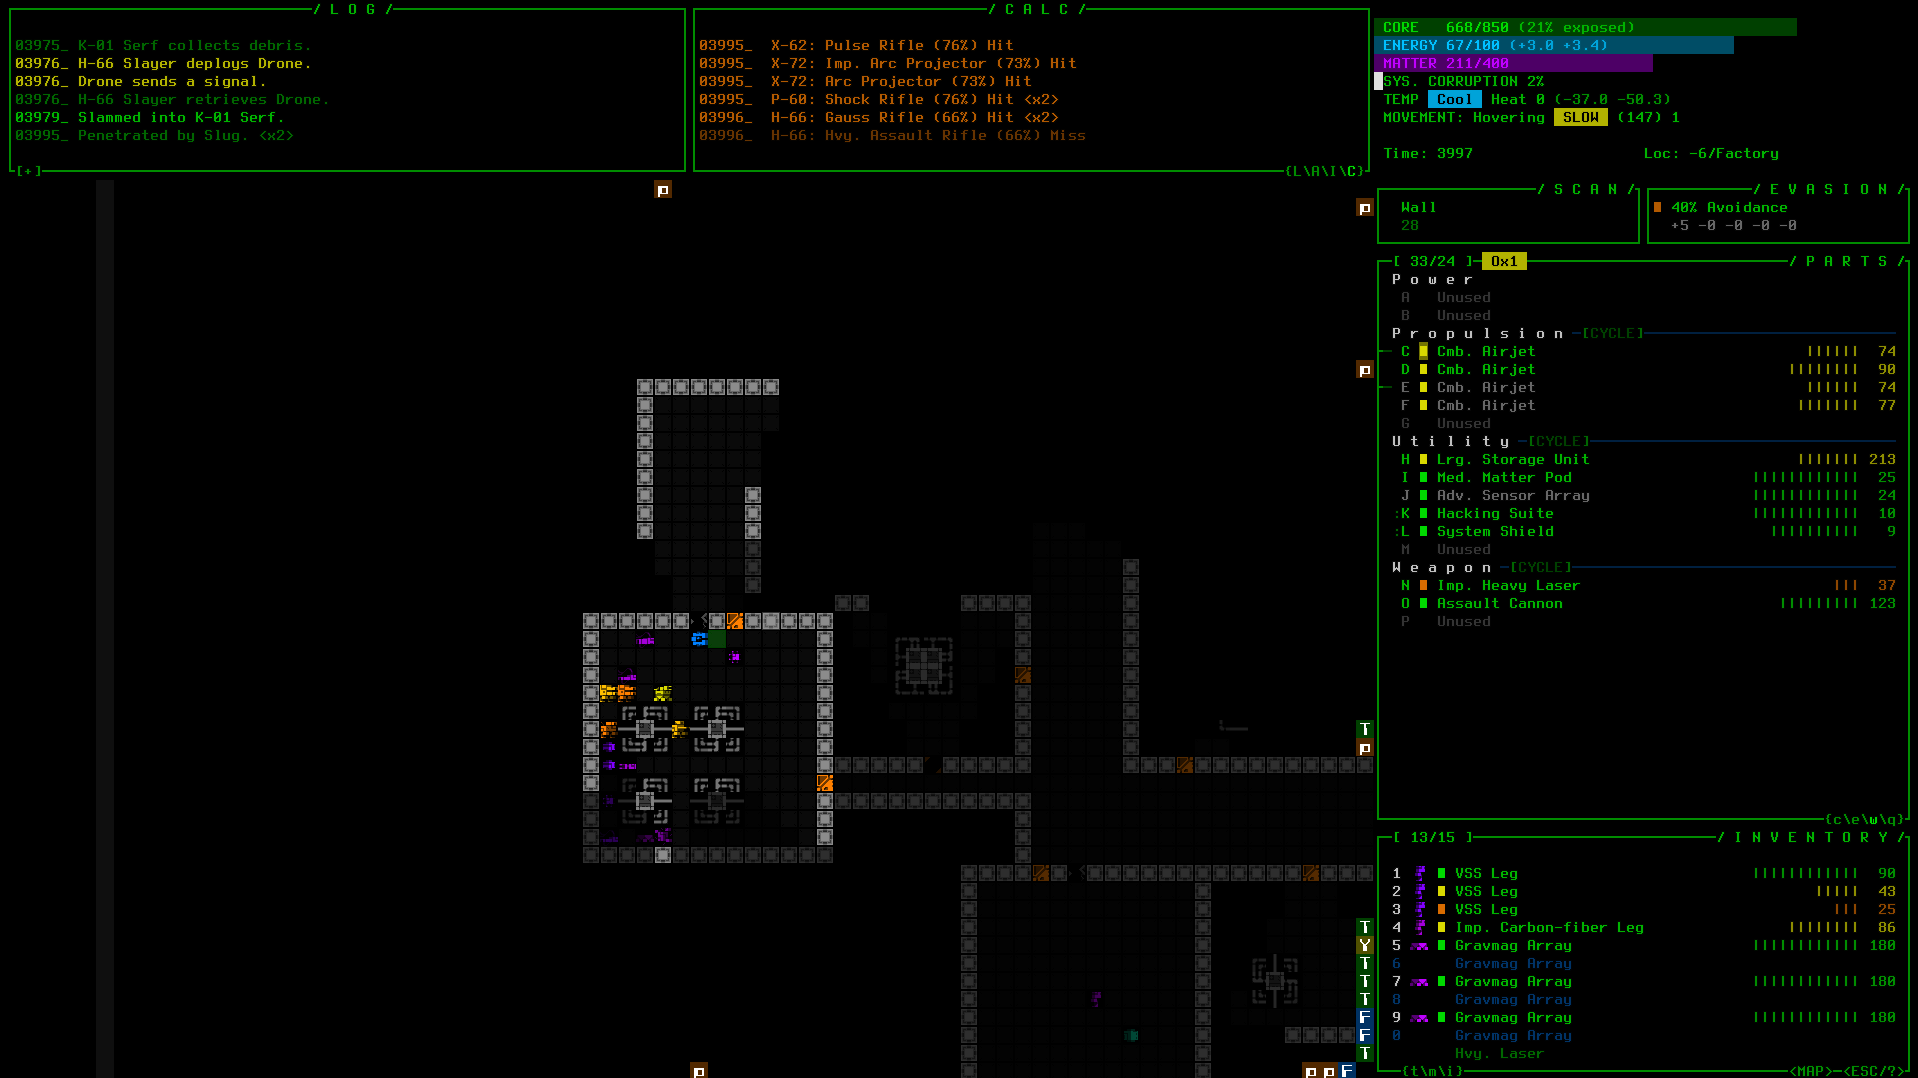 / L O G /
03975_ K-01 Serf collects debris.
03976_ H-66 Slayer deploys Drone.
03976_ Drone sends a signal.
03976_ H-66 Slayer retrieves Drone.
03979_ Slammed into K-01 Serf.
03995_ Penetrated by Slug. <x2>
[+]
/ C A L C /
03995_ X-62: Pulse Rifle (76%) Hit
03995_ X-72: Imp. Arc Projector (73%) Hit
03995_ X-72: Arc Projector (73%) Hit
03995_ P-60: Shock Rifle (76%) Hit <x2>
03996_ H-66: Gauss Rifle (66%) Hit <x2>
03996_ H-66: Hvy. Assault Rifle (66%) Miss
{L\A\I\C}
CORE 668/850 (21% exposed)
ENERGY 67/100 (+3.0 +3.4)
MATTER 211/400
SYS. CORRUPTION 2%
TEMP Cool Heat 0 (-37.0 -50.3)
MOVEMENT: Hovering SLOW (147) 1
Time: 3997 Loc: -6/Factory
/ S C A N /
Wall
28
/ E V A S I O N /
40% Avoidance
+5 -0 -0 -0 -0
[ 33/24 ] 0x1 / P A R T S /
P o w e r
A Unused
B Unused
P r o p u l s i o n [CYCLE]
C Cmb. Airjet 74
D Cmb. Airjet 90
E Cmb. Airjet 74
F Cmb. Airjet 77
G Unused
U t i l i t y [CYCLE]
H Lrg. Storage Unit 213
I Med. Matter Pod 25
J Adv. Sensor Array 24
:K Hacking Suite 10
:L System Shield 9
M Unused
W e a p o n [CYCLE]
N Imp. Heavy Laser 37
O Assault Cannon 123
P Unused
{c\e\w\q}
[ 13/15 ] / I N V E N T O R Y /
1 VSS Leg 90
2 VSS Leg 43
3 VSS Leg 25
4 Imp. Carbon-fiber Leg 86
5 Gravmag Array 180
6 Gravmag Array
7 Gravmag Array 180
8 Gravmag Array
9 Gravmag Array 180
0 Gravmag Array
Hvy. Laser
{t\m\i} <MAP> <ESC/?>
p
p
p
T
p
T
Y
T
T
T
F
F
T
p
p p F